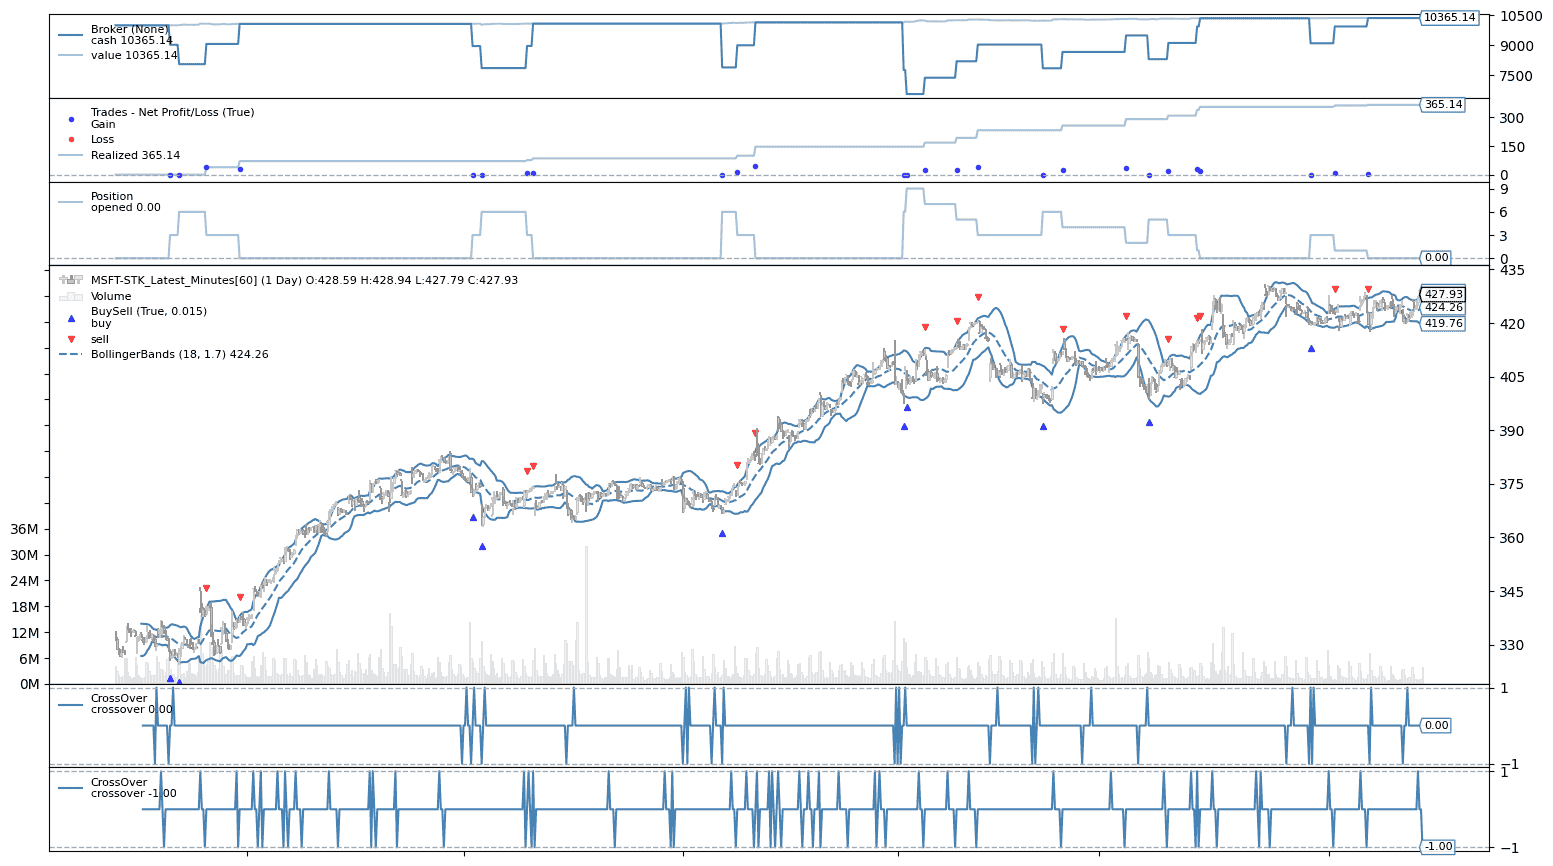 Broker (None)
cash 10365.14
value 10365.14
10365.14
10500
9000
7500
Trades - Net Profit/Loss (True)
Gain
Loss
Realized 365.14
365.14
300
150
0
Position
opened 0.00
9
6
3
0
0.00
MSFT-STK_Latest_Minutes[60] (1 Day) O:428.59 H:428.94 L:427.79 C:427.93
Volume
BuySell (True, 0.015)
buy
sell
BollingerBands (18, 1.7) 424.26
427.93
424.26
419.76
435
420
405
390
375
360
345
330
36M
30M
24M
18M
12M
6M
0M
CrossOver
crossover 0.00
1
0.00
−1
CrossOver
crossover -1.00
1
-1.00
−1